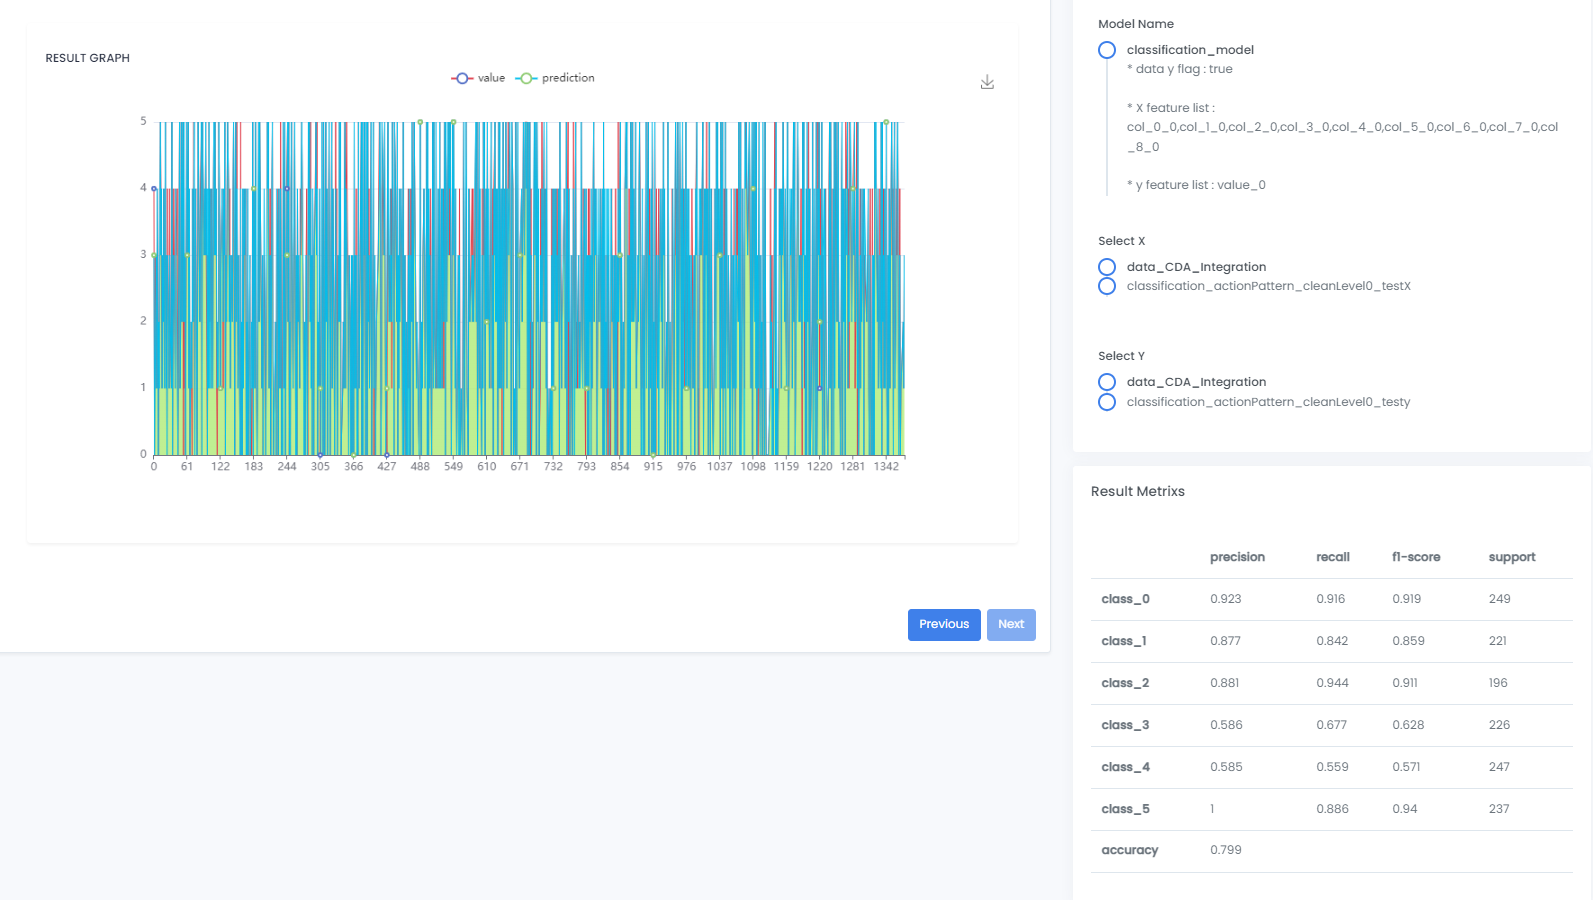 RESULT GRAPH
value prediction
5
4
3
2
1
0
0 61 122 183 244 305 366 427 488 549 610 671 732 793 854 915 976 1037 1098 1159 1220 1281 1342
Previous Next
Model Name
classification_model
* data y flag : true
* X feature list :
col_0_0,col_1_0,col_2_0,col_3_0,col_4_0,col_5_0,col_6_0,col_7_0,col
_8_0
* y feature list : value_0
Select X
data_CDA_Integration
classification_actionPattern_cleanLevel0_testX
Select Y
data_CDA_Integration
classification_actionPattern_cleanLevel0_testy
Result Metrixs
precision recall f1-score support
class_0 0.923 0.916 0.919 249
class_1 0.877 0.842 0.859 221
class_2 0.881 0.944 0.911 196
class_3 0.586 0.677 0.628 226
class_4 0.585 0.559 0.571 247
class_5 1 0.886 0.94 237
accuracy 0.799